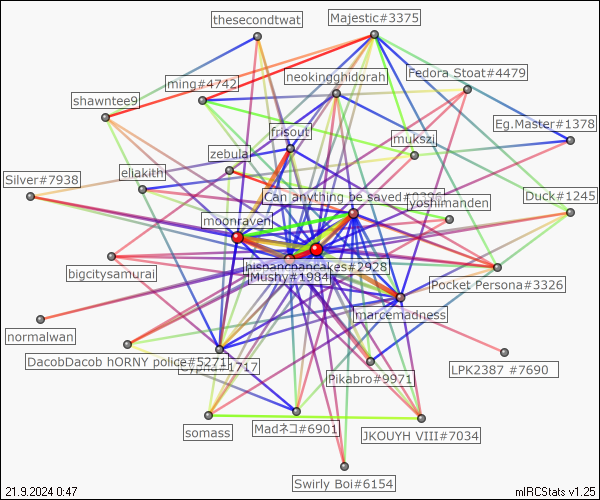 thesecondtwat
Majestic#3375
ming#4742
neokingghidorah
Fedora Stoat#4479
shawntee9
Eg.Master#1378
frisout
mukszi
zebula
eliakith
Silver#7938
Can anything be saved
yoshimanden
Duck#1245
moonraven
hispancpancakes#2928
bigcitysamurai
Mushy#1984
Pocket Persona#3326
marcemadness
normalwan
DacobDacob hORNY police#5271
#1717
LPK2387 #7690
Pikabro#9971
somass
Madネコ#6901
JKOUYH VIII#7034
Swirly Boi#6154
21.9.2024 0:47
mIRCStats v1.25